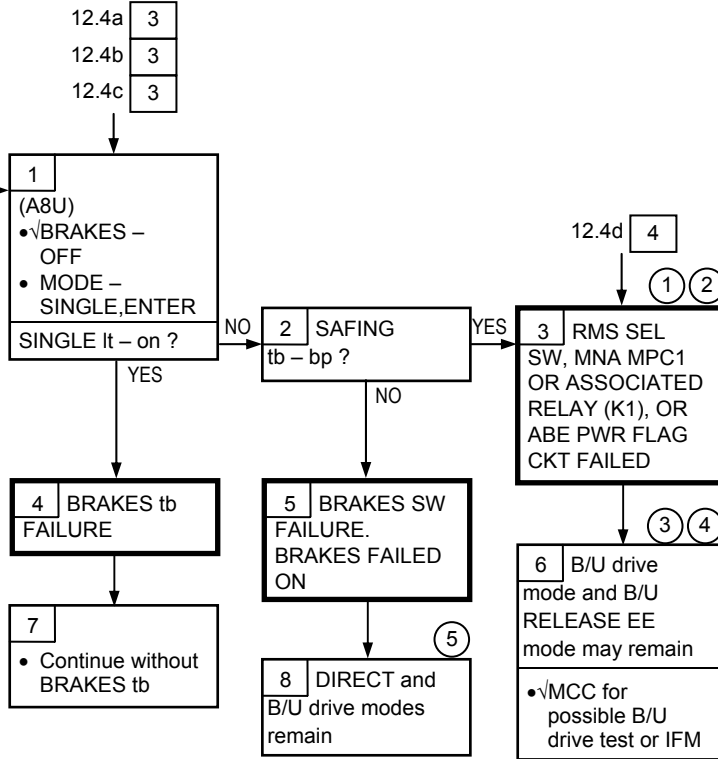 12.4a 3
12.4b 3
12.4c 3
1
(A8U)
•√BRAKES –
OFF
• MODE –
SINGLE,ENTER
SINGLE lt – on ?
NO
YES
2 SAFING
tb – bp ?
YES
NO
12.4d 4
1 2
3 RMS SEL
SW, MNA MPC1
OR ASSOCIATED
RELAY (K1), OR
ABE PWR FLAG
CKT FAILED
4 BRAKES tb
FAILURE
5 BRAKES SW
FAILURE.
BRAKES FAILED
ON
3 4
6 B/U drive
mode and B/U
RELEASE EE
mode may remain
•√MCC for
possible B/U
drive test or IFM
7
• Continue without
BRAKES tb
5
8 DIRECT and
B/U drive modes
remain